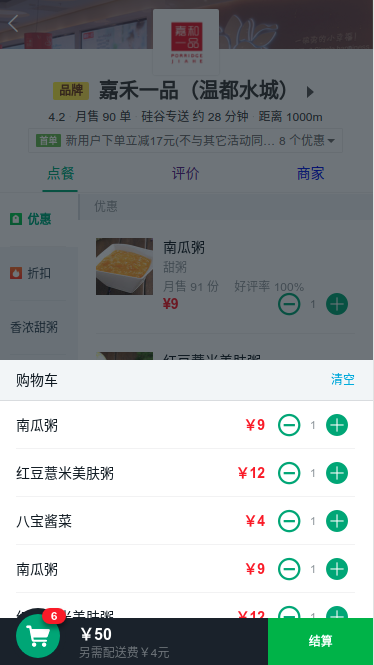 嘉和
一品
PORRIDGE
品牌 嘉禾一品（温都水城）
4.2 月售 90 单 硅谷专送 约 28 分钟 距离 1000m
首单 新用户下单立减17元(不与其它活动同… 8 个优惠
点餐 评价 商家
优惠
优惠
南瓜粥
甜粥
月售 91 份 好评率 100%
¥9 1
折扣
香浓甜粥
红豆薏米美肤粥
购物车 清空
南瓜粥 ￥9 1
红豆薏米美肤粥 ￥12 1
八宝酱菜 ￥4 1
南瓜粥 ￥9 1
美肤粥 ￥12 1
6
￥50
另需配送费￥4元
结算